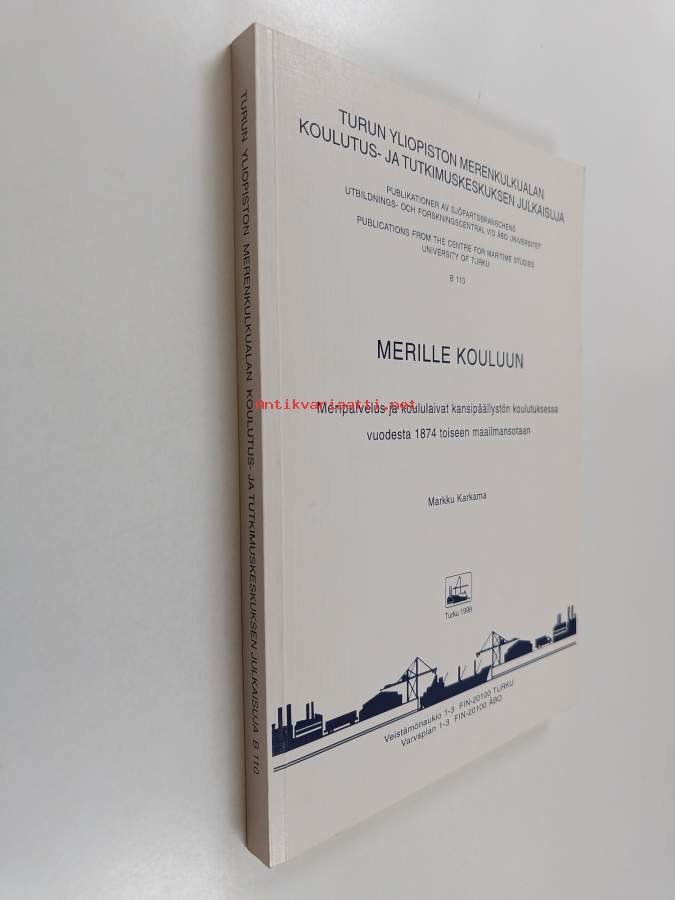 TURUN YLIOPISTON MERENKULKUALAN KOULUTUS- JA TUTKIMUSKESKUKSEN JULKAISUJA B 110
TURUN YLIOPISTON MERENKULKUALAN
KOULUTUS- JA TUTKIMUSKESKUKSEN JULKAISUJA
PUBLIKATIONER AV SJÖFARTSBRANSCHENS
UTBILDNINGS- OCH FORSKNINGSCENTRAL VID ÅBO UNIVERSITET
PUBLICATIONS FROM THE CENTRE FOR MARITIME STUDIES
UNIVERSITY OF TURKU
B 110
MERILLE KOULUUN
Antikvariaatti.net
Meripalvelus ja koululaivat kansipäällystön koulutuksessa
vuodesta 1874 toiseen maailmansotaan
Markku Karkama
Turku 1998
Veistämönaukio 1-3 FIN-20100 TURKU
Varvsplan 1-3 FIN-20100 ÅBO